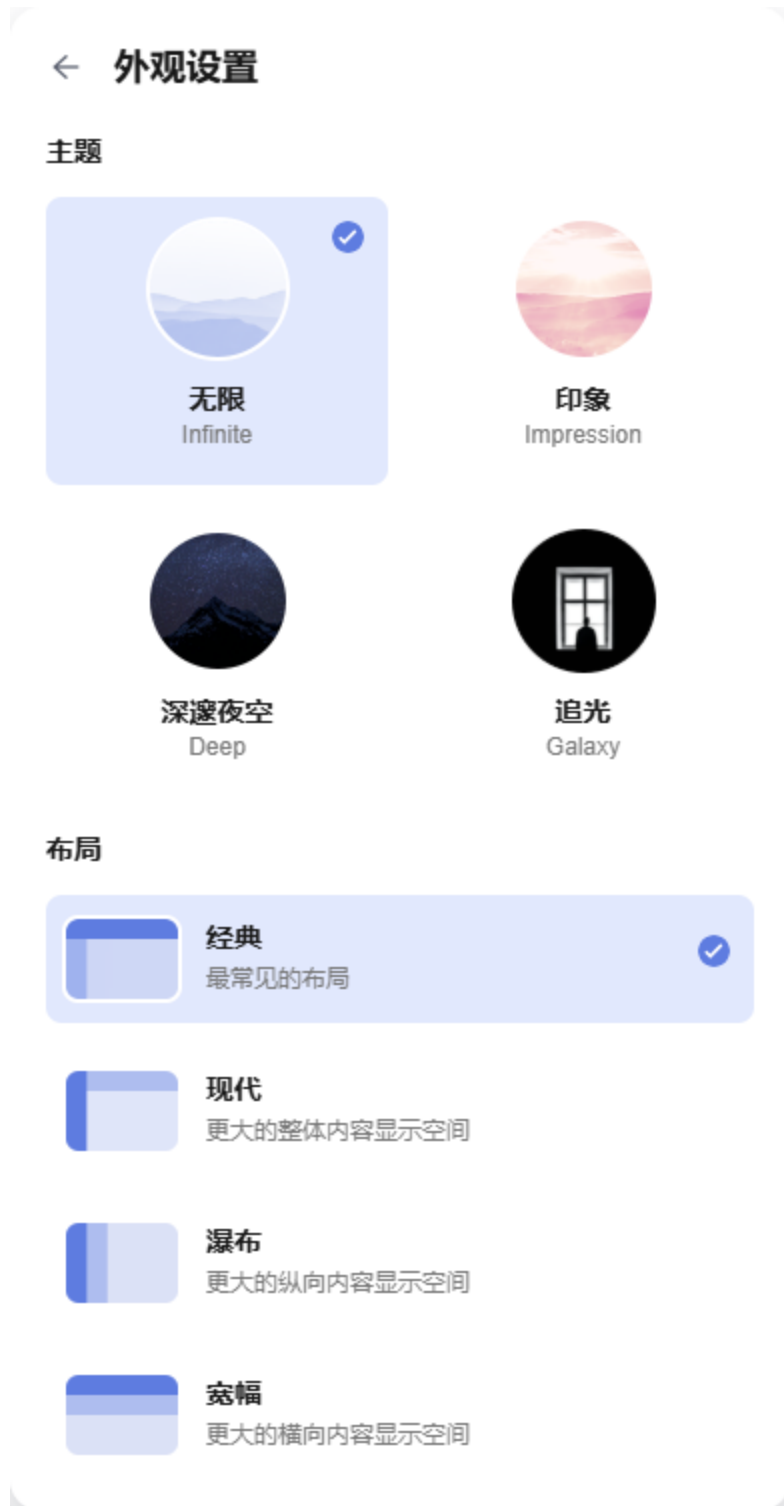 外观设置
主题
无限
Infinite
印象
Impression
深邃夜空
Deep
追光
Galaxy
布局
经典
最常见的布局
现代
更大的整体内容显示空间
瀑布
更大的纵向内容显示空间
宽幅
更大的横向内容显示空间